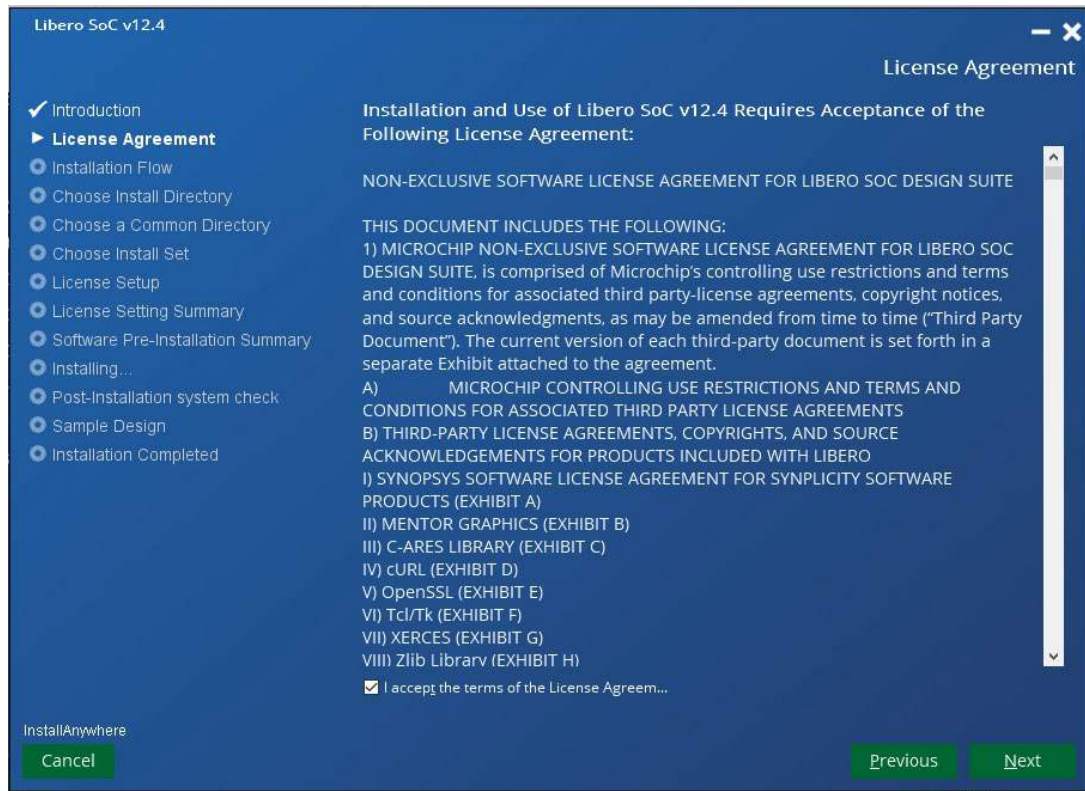 Libero SoC v12.4
License Agreement
Introduction
License Agreement
Installation Flow
Choose Install Directory
Choose a Common Directory
Choose Install Set
License Setup
License Setting Summary
Software Pre-Installation Summary
Installing...
Post-Installation system check
Sample Design
Installation Completed
Installation and Use of Libero SoC v12.4 Requires Acceptance of the
Following License Agreement:
NON-EXCLUSIVE SOFTWARE LICENSE AGREEMENT FOR LIBERO SOC DESIGN SUITE
THIS DOCUMENT INCLUDES THE FOLLOWING:
1) MICROCHIP NON-EXCLUSIVE SOFTWARE LICENSE AGREEMENT FOR LIBERO SOC
DESIGN SUITE, is comprised of Microchip's controlling use restrictions and terms
and conditions for associated third party-license agreements, copyright notices,
and source acknowledgments, as may be amended from time to time (“Third Party
Document”). The current version of each third-party document is set forth in a
separate Exhibit attached to the agreement.
A) MICROCHIP CONTROLLING USE RESTRICTIONS AND TERMS AND
CONDITIONS FOR ASSOCIATED THIRD PARTY LICENSE AGREEMENTS
B) THIRD-PARTY LICENSE AGREEMENTS, COPYRIGHTS, AND SOURCE
ACKNOWLEDGEMENTS FOR PRODUCTS INCLUDED WITH LIBERO
I) SYNOPSYS SOFTWARE LICENSE AGREEMENT FOR SYNPLICITY SOFTWARE
PRODUCTS (EXHIBIT A)
II) MENTOR GRAPHICS (EXHIBIT B)
III) C-ARES LIBRARY (EXHIBIT C)
IV) cURL (EXHIBIT D)
V) OpenSSL (EXHIBIT E)
VI) Tcl/Tk (EXHIBIT F)
VII) XERCES (EXHIBIT G)
VIII) Zlib Library (EXHIBIT H)
I accept the terms of the License Agreem...
InstallAnywhere
Cancel
Previous
Next